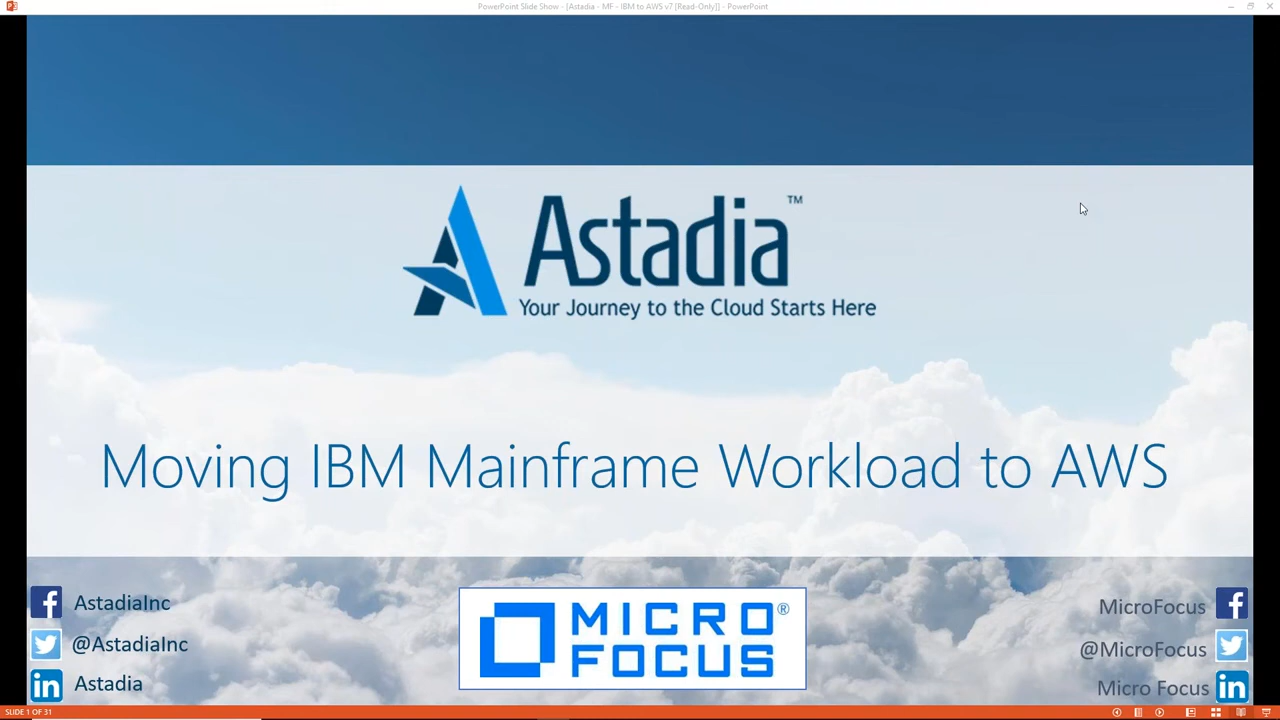 PowerPoint Slide Show - [Astadia - MF - IBM to AWS v7 [Read-Only]] - PowerPoint
Astadia™
Your Journey to the Cloud Starts Here
Moving IBM Mainframe Workload to AWS
AstadiaInc
@AstadiaInc
Astadia
MICRO®
FOCUS
MicroFocus
@MicroFocus
Micro Focus
SLIDE 1 OF 31